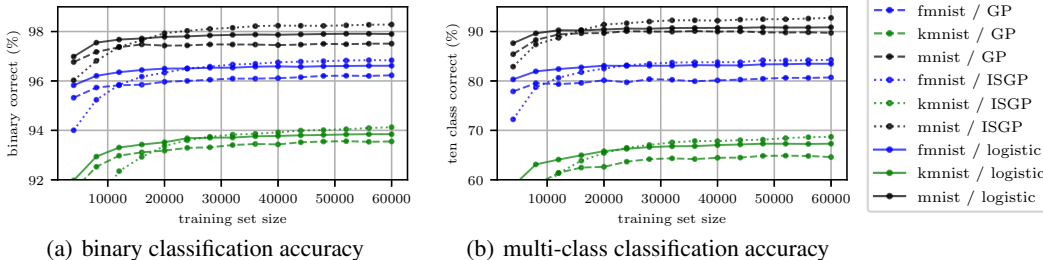 binary correct (%)
98
96
94
92
10000 20000 30000 40000 50000 60000
training set size
(a) binary classification accuracy
ten class correct (%)
90
80
70
60
10000 20000 30000 40000 50000 60000
training set size
(b) multi-class classification accuracy
fmnist / GP
kmnist / GP
mnist / GP
fmnist / ISGP
kmnist / ISGP
mnist / ISGP
fmnist / logistic
kmnist / logistic
mnist / logistic